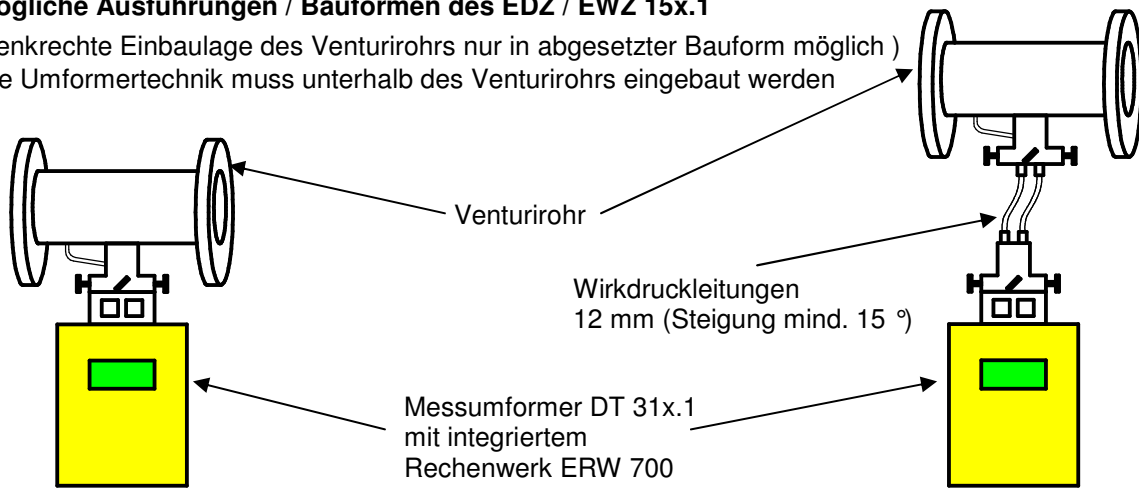 ögliche Ausführungen / Bauformen des EDZ / EWZ 15x.1
enkrechte Einbaulage des Venturirohrs nur in abgesetzter Bauform möglich )
e Umformertechnik muss unterhalb des Venturirohrs eingebaut werden
Venturirohr
Wirkdruckleitungen
12 mm (Steigung mind. 15 °)
Messumformer DT 31x.1
mit integriertem
Rechenwerk ERW 700